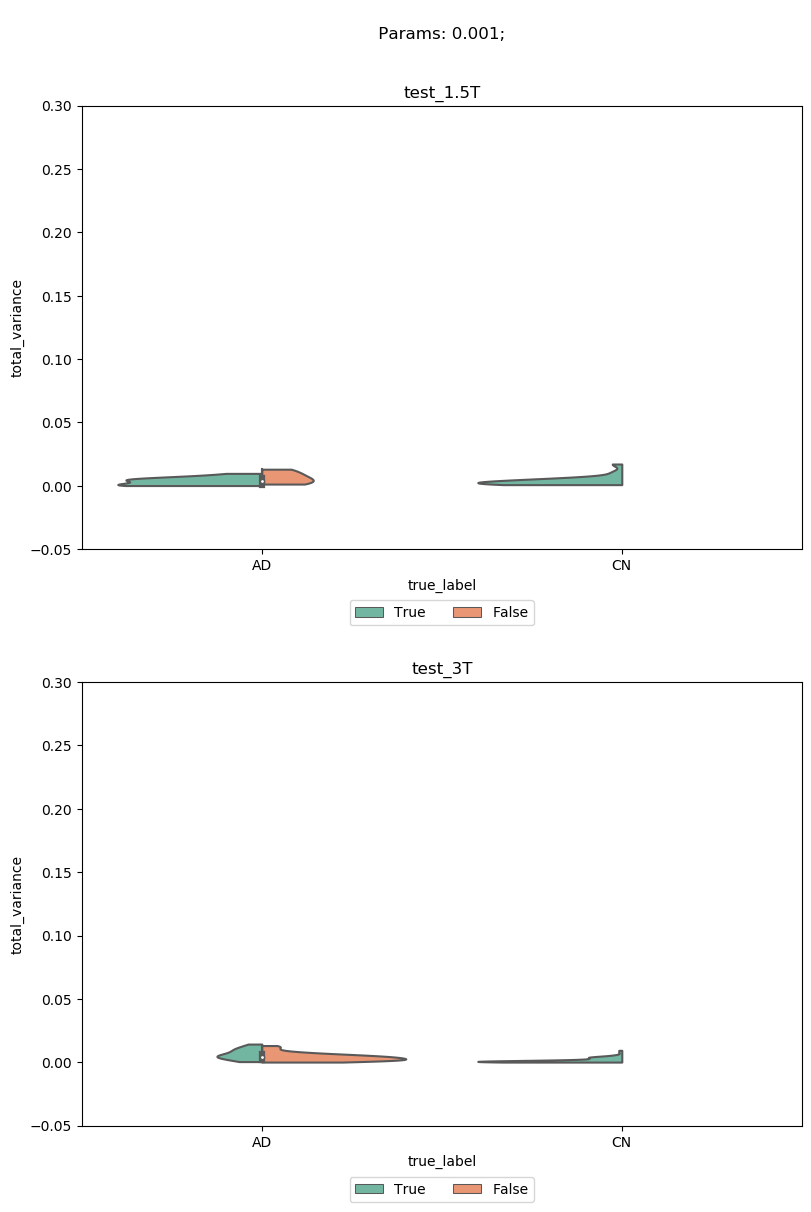 Params: 0.001;
test_1.5T
0.30
0.25
0.20
0.15
0.10
0.05
0.00
−0.05
total_variance
AD CN
true_label
True False
test_3T
0.30
0.25
0.20
0.15
0.10
0.05
0.00
−0.05
total_variance
AD CN
true_label
True False